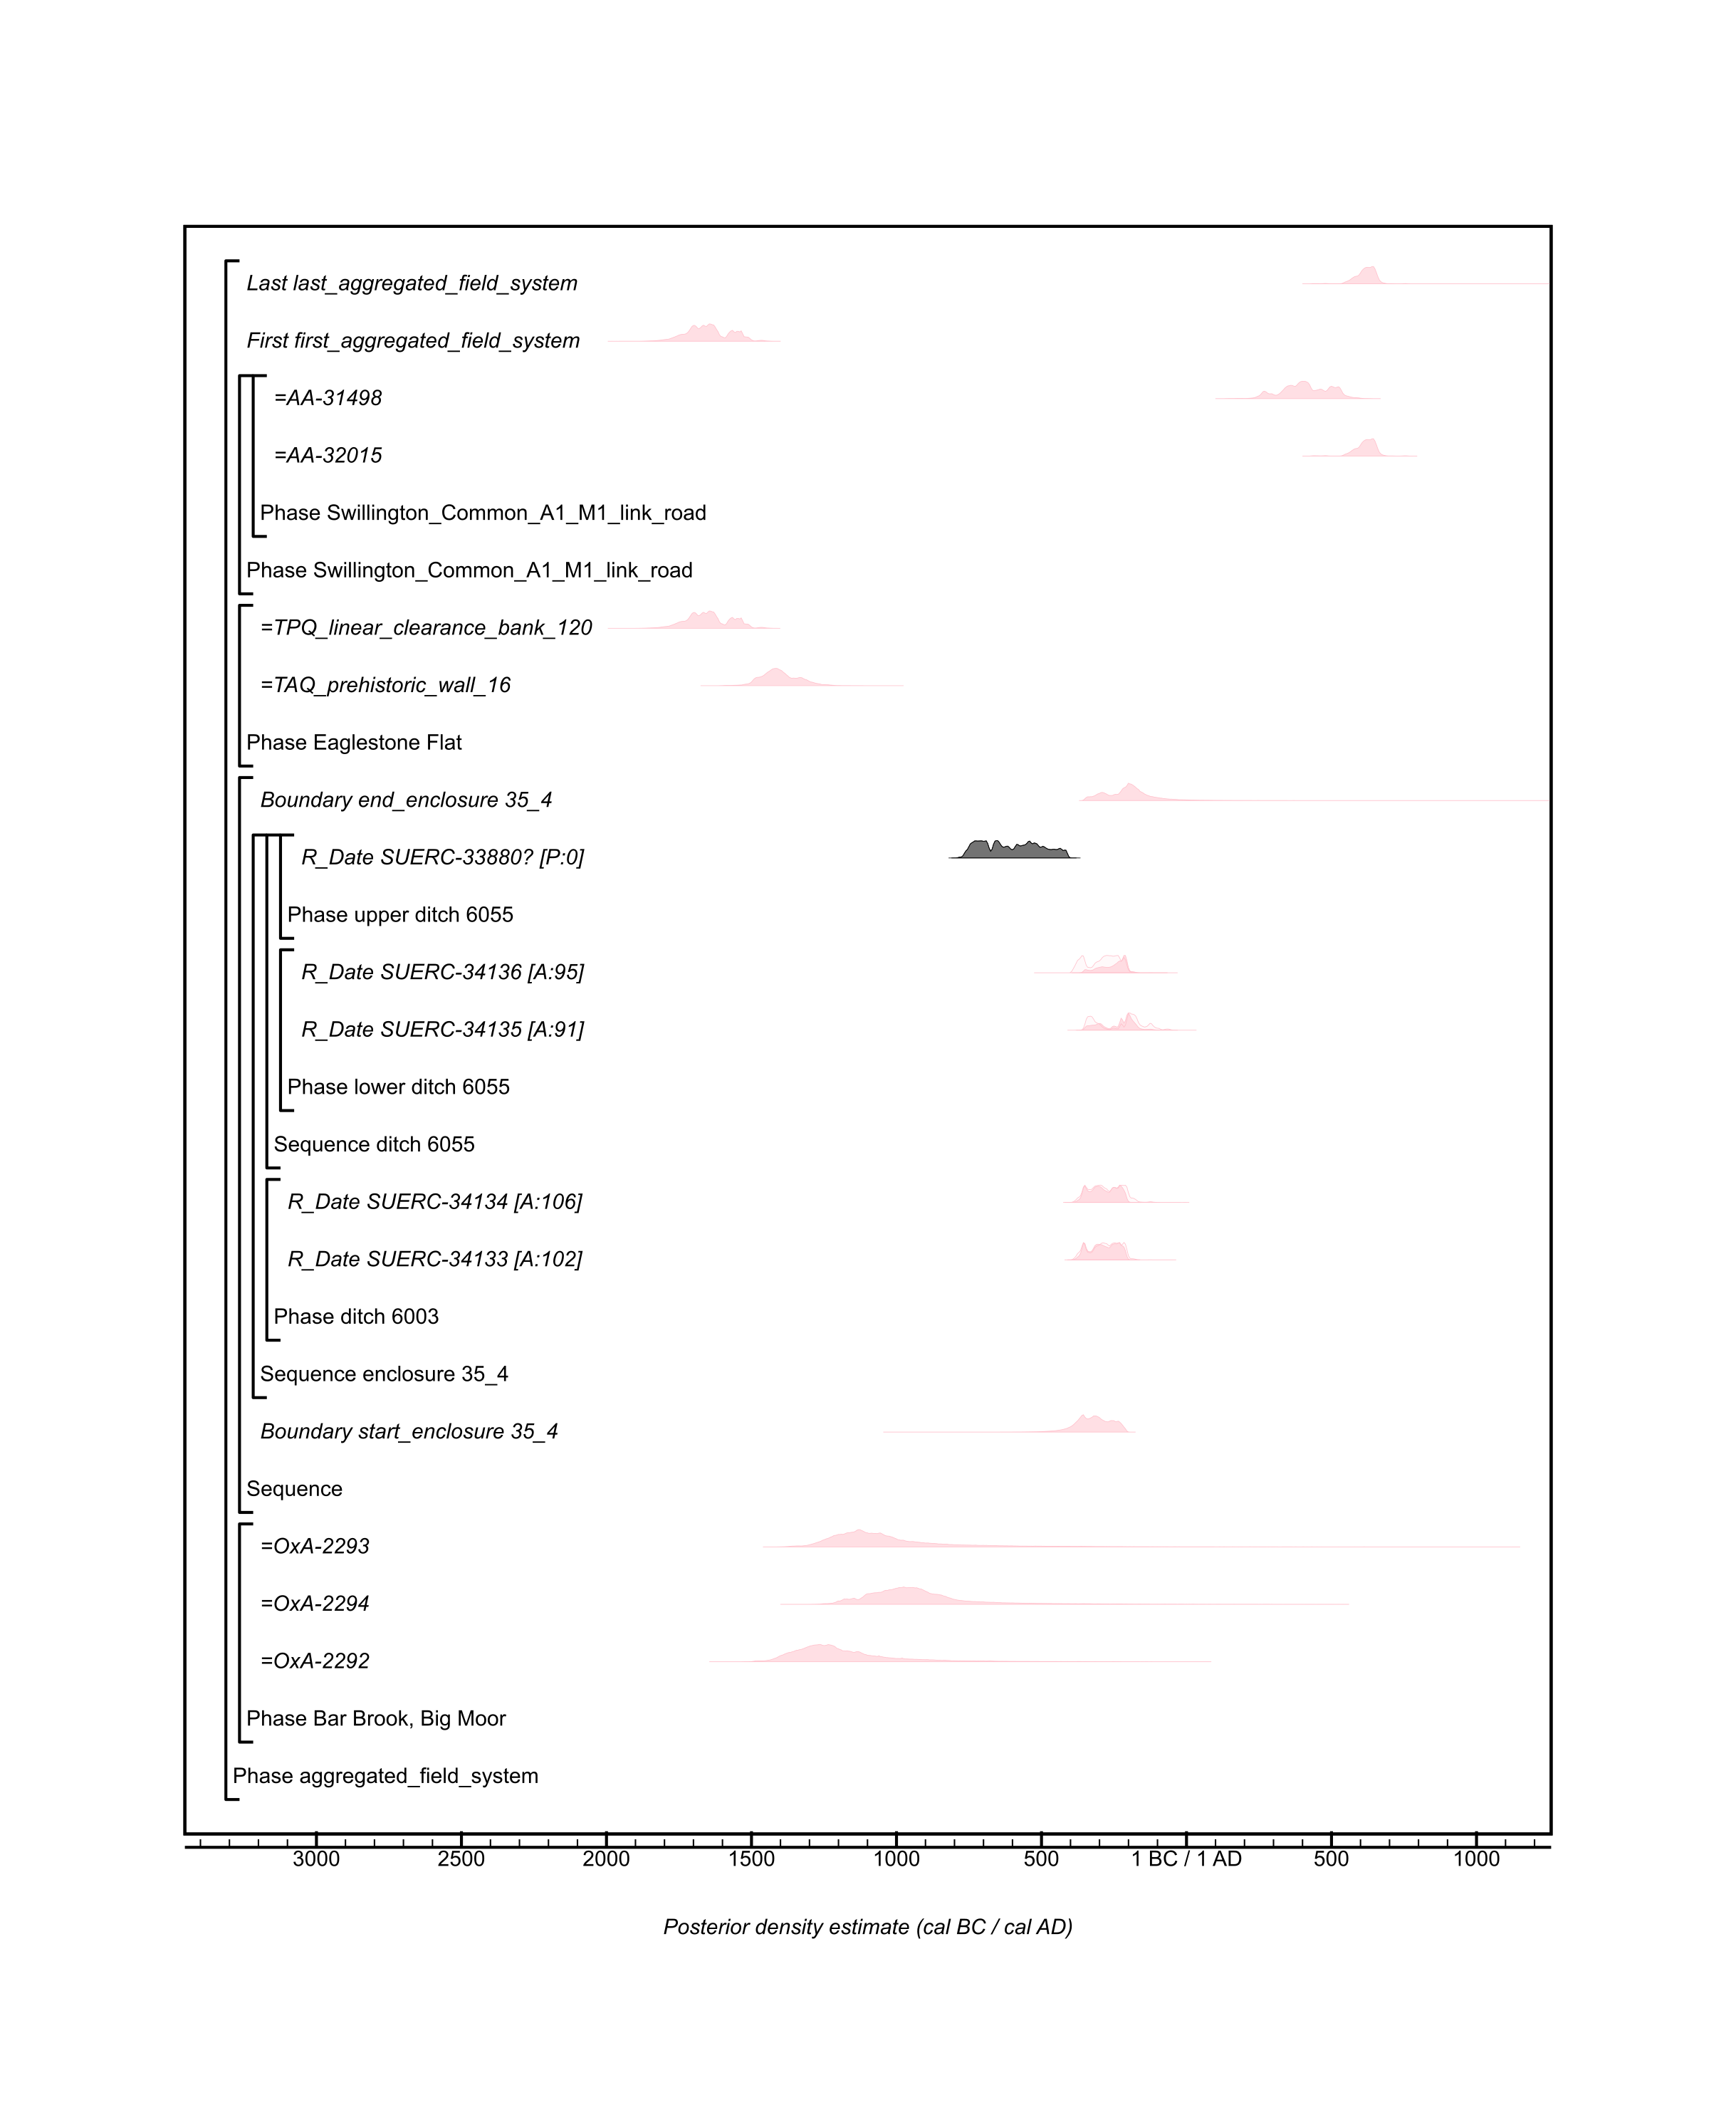 Last last_aggregated_field_system
First first_aggregated_field_system
=AA-31498
=AA-32015
Phase Swillington_Common_A1_M1_link_road
Phase Swillington_Common_A1_M1_link_road
=TPQ_linear_clearance_bank_120
=TAQ_prehistoric_wall_16
Phase Eaglestone Flat
Boundary end_enclosure 35_4
R_Date SUERC-33880? [P:0]
Phase upper ditch 6055
R_Date SUERC-34136 [A:95]
R_Date SUERC-34135 [A:91]
Phase lower ditch 6055
Sequence ditch 6055
R_Date SUERC-34134 [A:106]
R_Date SUERC-34133 [A:102]
Phase ditch 6003
Sequence enclosure 35_4
Boundary start_enclosure 35_4
Sequence
=OxA-2293
=OxA-2294
=OxA-2292
Phase Bar Brook, Big Moor
Phase aggregated_field_system
3000 2500 2000 1500 1000 500 1 BC / 1 AD 500 1000
Posterior density estimate (cal BC / cal AD)